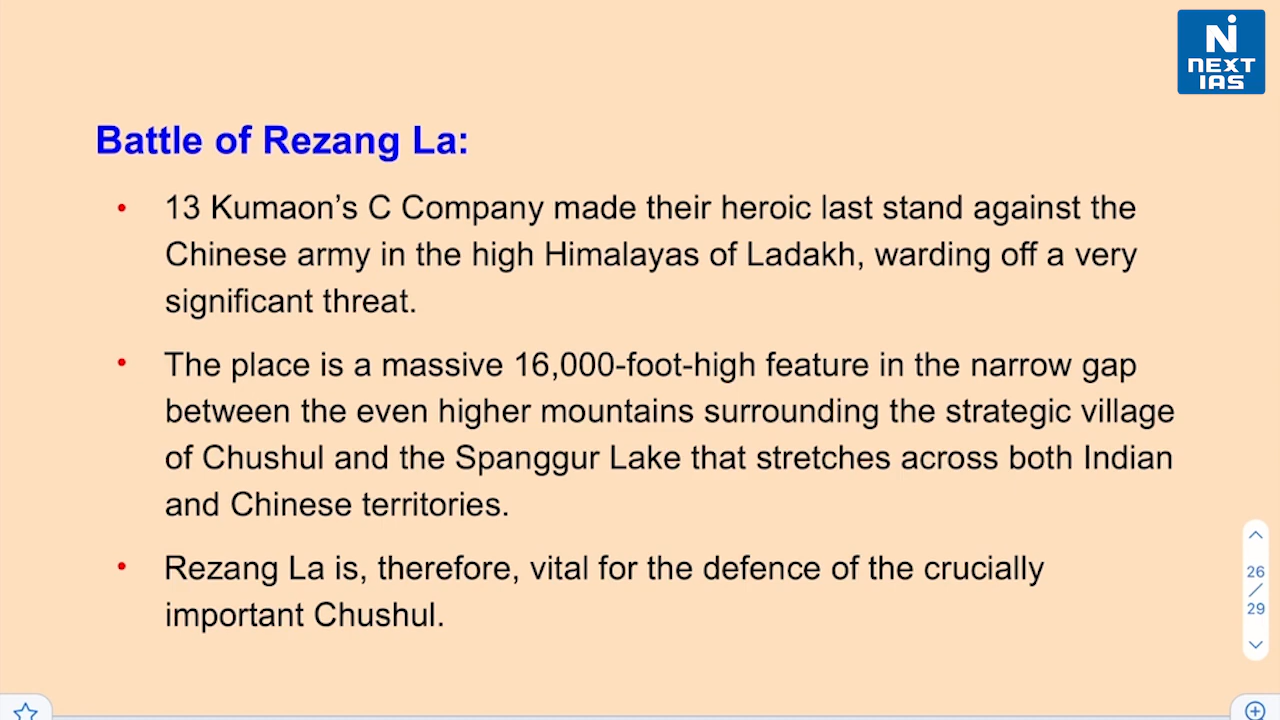 NEXT
IAS
Battle of Rezang La:
• 13 Kumaon’s C Company made their heroic last stand against the
Chinese army in the high Himalayas of Ladakh, warding off a very
significant threat.
• The place is a massive 16,000-foot-high feature in the narrow gap
between the even higher mountains surrounding the strategic village
of Chushul and the Spanggur Lake that stretches across both Indian
and Chinese territories.
• Rezang La is, therefore, vital for the defence of the crucially
important Chushul.
26
/
29